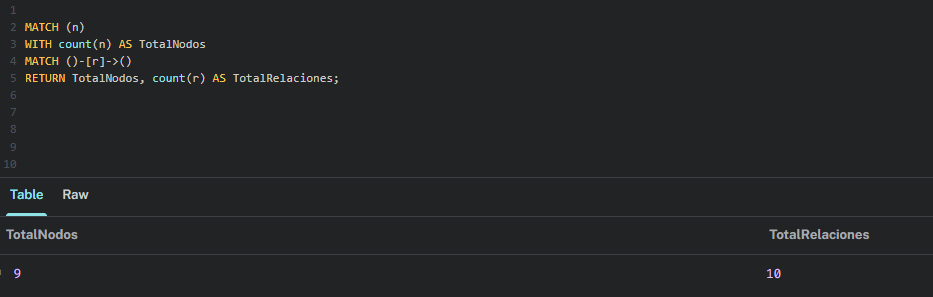 1
2 MATCH (n)
3 WITH count(n) AS TotalNodos
4 MATCH ()-[r]->()
5 RETURN TotalNodos, count(r) AS TotalRelaciones;
6
7
8
9
10
Table Raw
TotalNodos TotalRelaciones
9 10